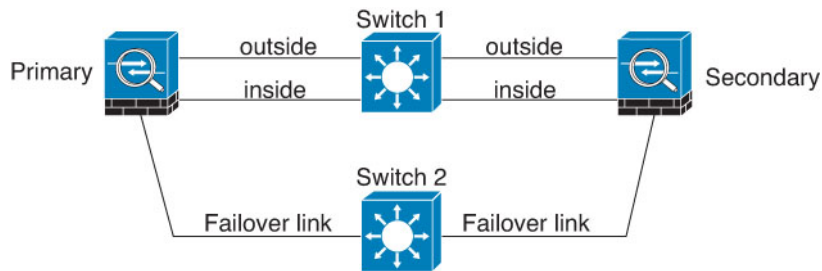 Switch 1
outside
outside
Primary
Secondary
inside
inside
Switch 2
Failover link
Failover link